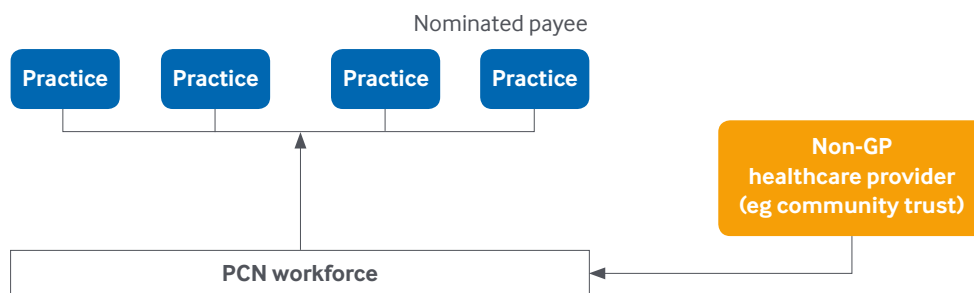 Nominated payee
Practice
Practice
Practice
Practice
Non-GP
healthcare provider
(eg community trust)
PCN workforce